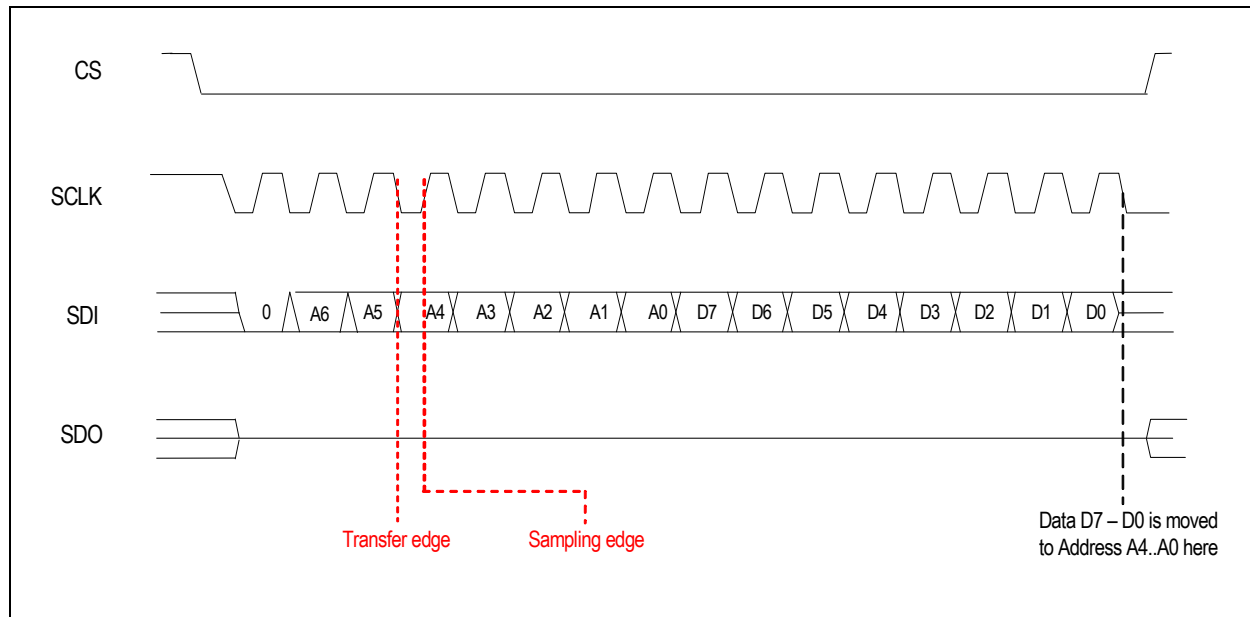 CS
SCLK
SDI 0 A6 A5 A4 A3 A2 A1 A0 D7 D6 D5 D4 D3 D2 D1 D0
SDO
Transfer edge Sampling edge
Data D7 – D0 is moved
to Address A4..A0 here